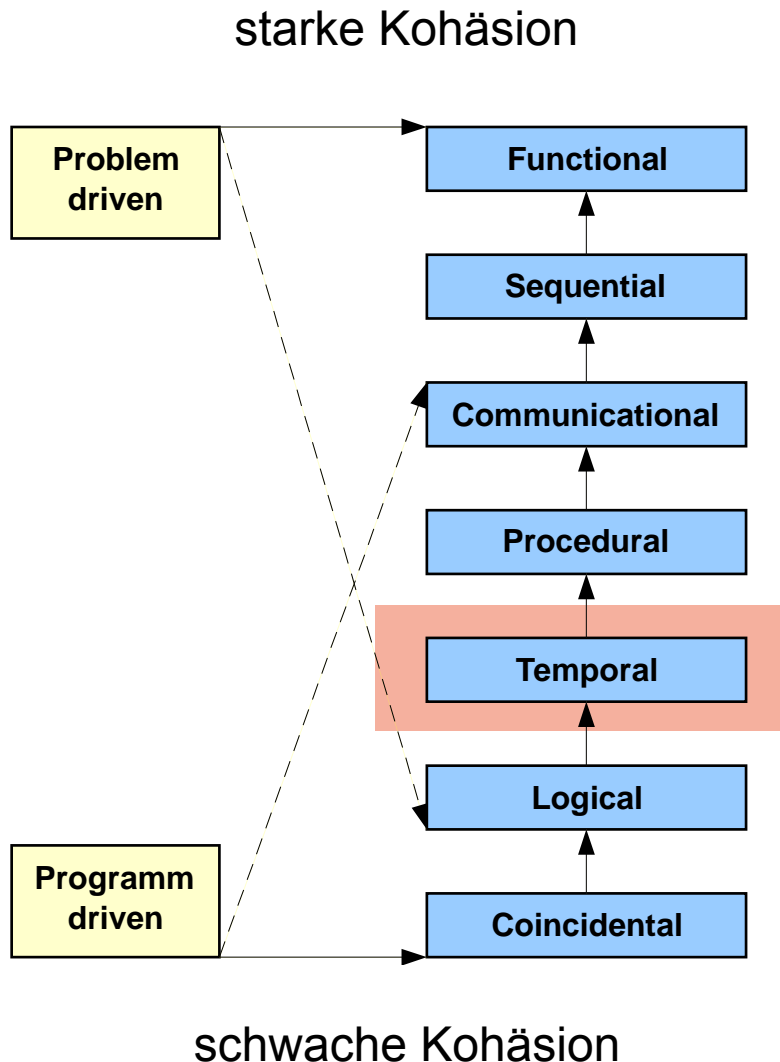 starke Kohäsion
Problem
driven
Functional
Sequential
Communicational
Procedural
Temporal
Logical
Programm
driven
Coincidental
schwache Kohäsion